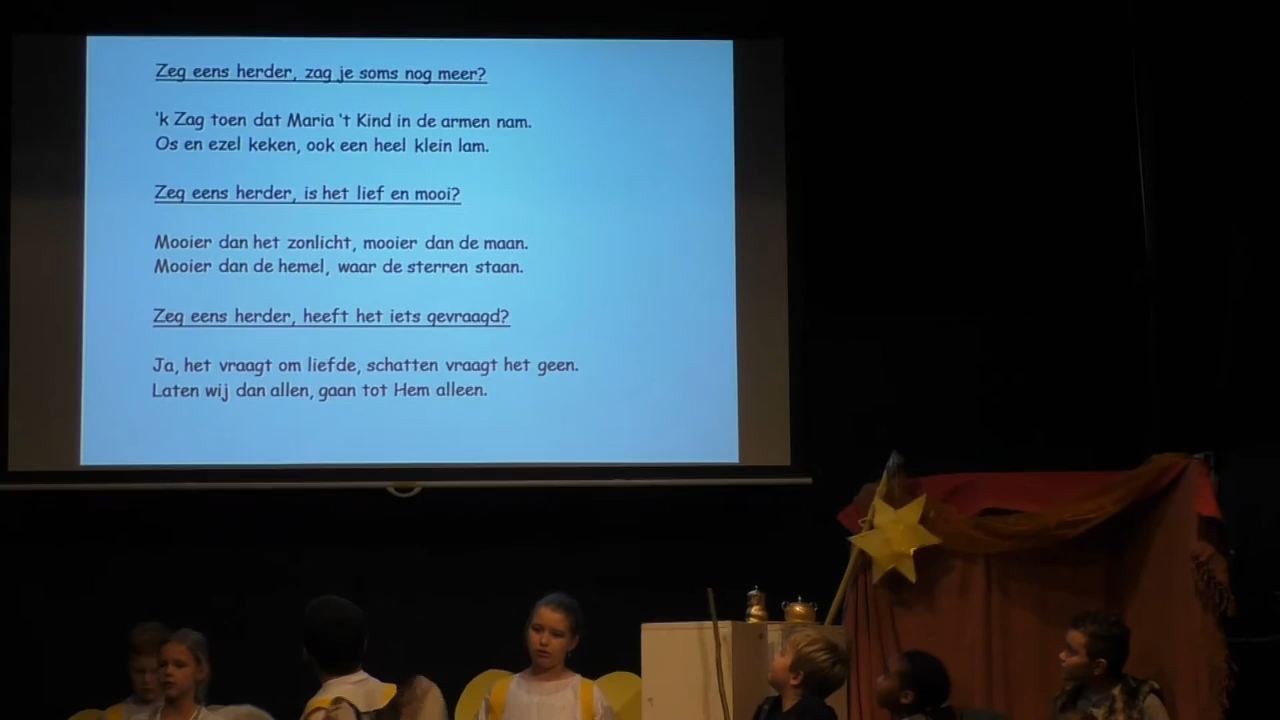 Zeg eens herder, zag je soms nog meer?
'k Zag toen dat Maria 't Kind in de armen nam.
Os en ezel keken, ook een heel klein lam.
Zeg eens herder, is het lief en mooi?
Mooier dan het zonlicht, mooier dan de maan.
Mooier dan de hemel, waar de sterren staan.
Zeg eens herder, heeft het iets gevraagd?
Ja, het vraagt om liefde, schatten vraagt het geen.
Laten wij dan allen, gaan tot Hem alleen.